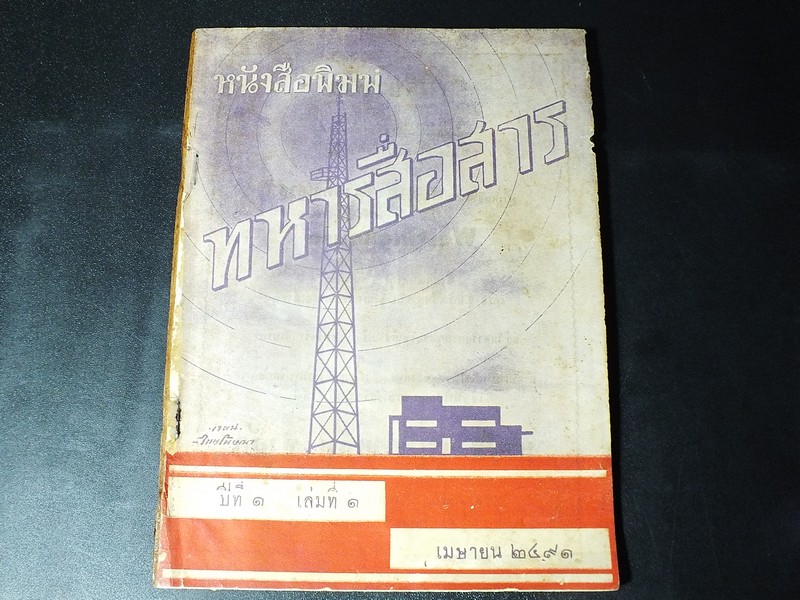 หนังสือพิมพ์
ทหารสื่อสาร
ปีที่ ๑ เล่มที่ ๑
เมษายน ๒๔๙๑